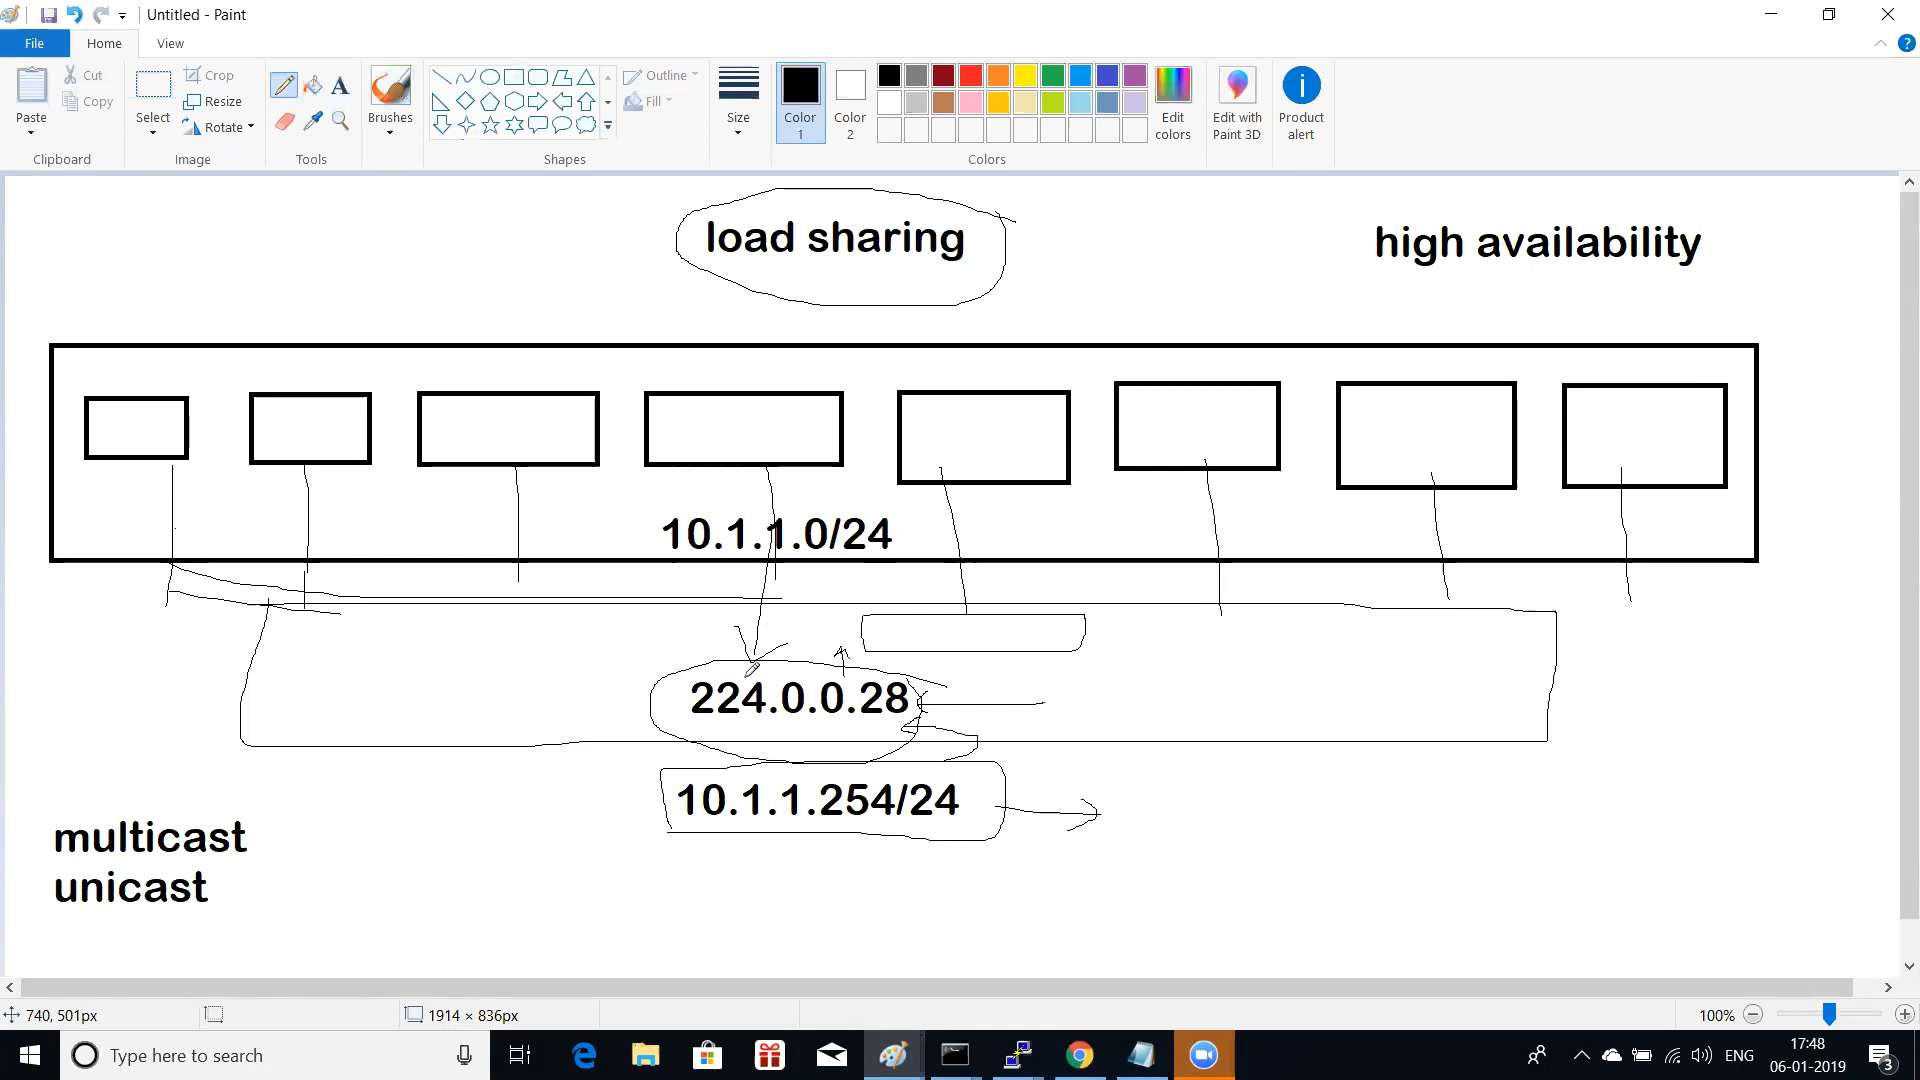 Untitled - Paint
File Home View
Paste
Cut
Copy
Clipboard
Select
Crop
Resize
Rotate
Image
Tools
Brushes
Outline
Fill
Shapes
Size
Color 1
Color 2
Edit colors
Colors
Edit with Paint 3D
Product alert
load sharing
high availability
10.1.1.0/24
224.0.0.28
10.1.1.254/24
multicast
unicast
740, 501px
1914 × 836px
100%
Type here to search
ENG
17:48
06-01-2019
3